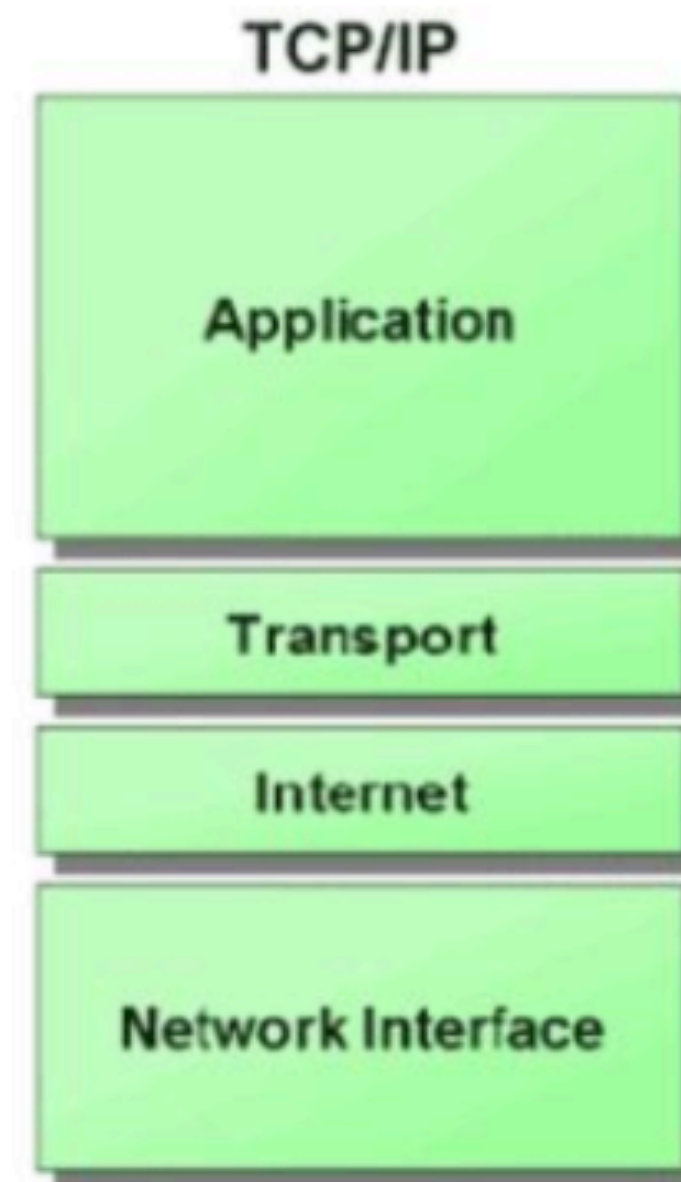 TCP/IP
Application
Transport
Internet
Network Interface